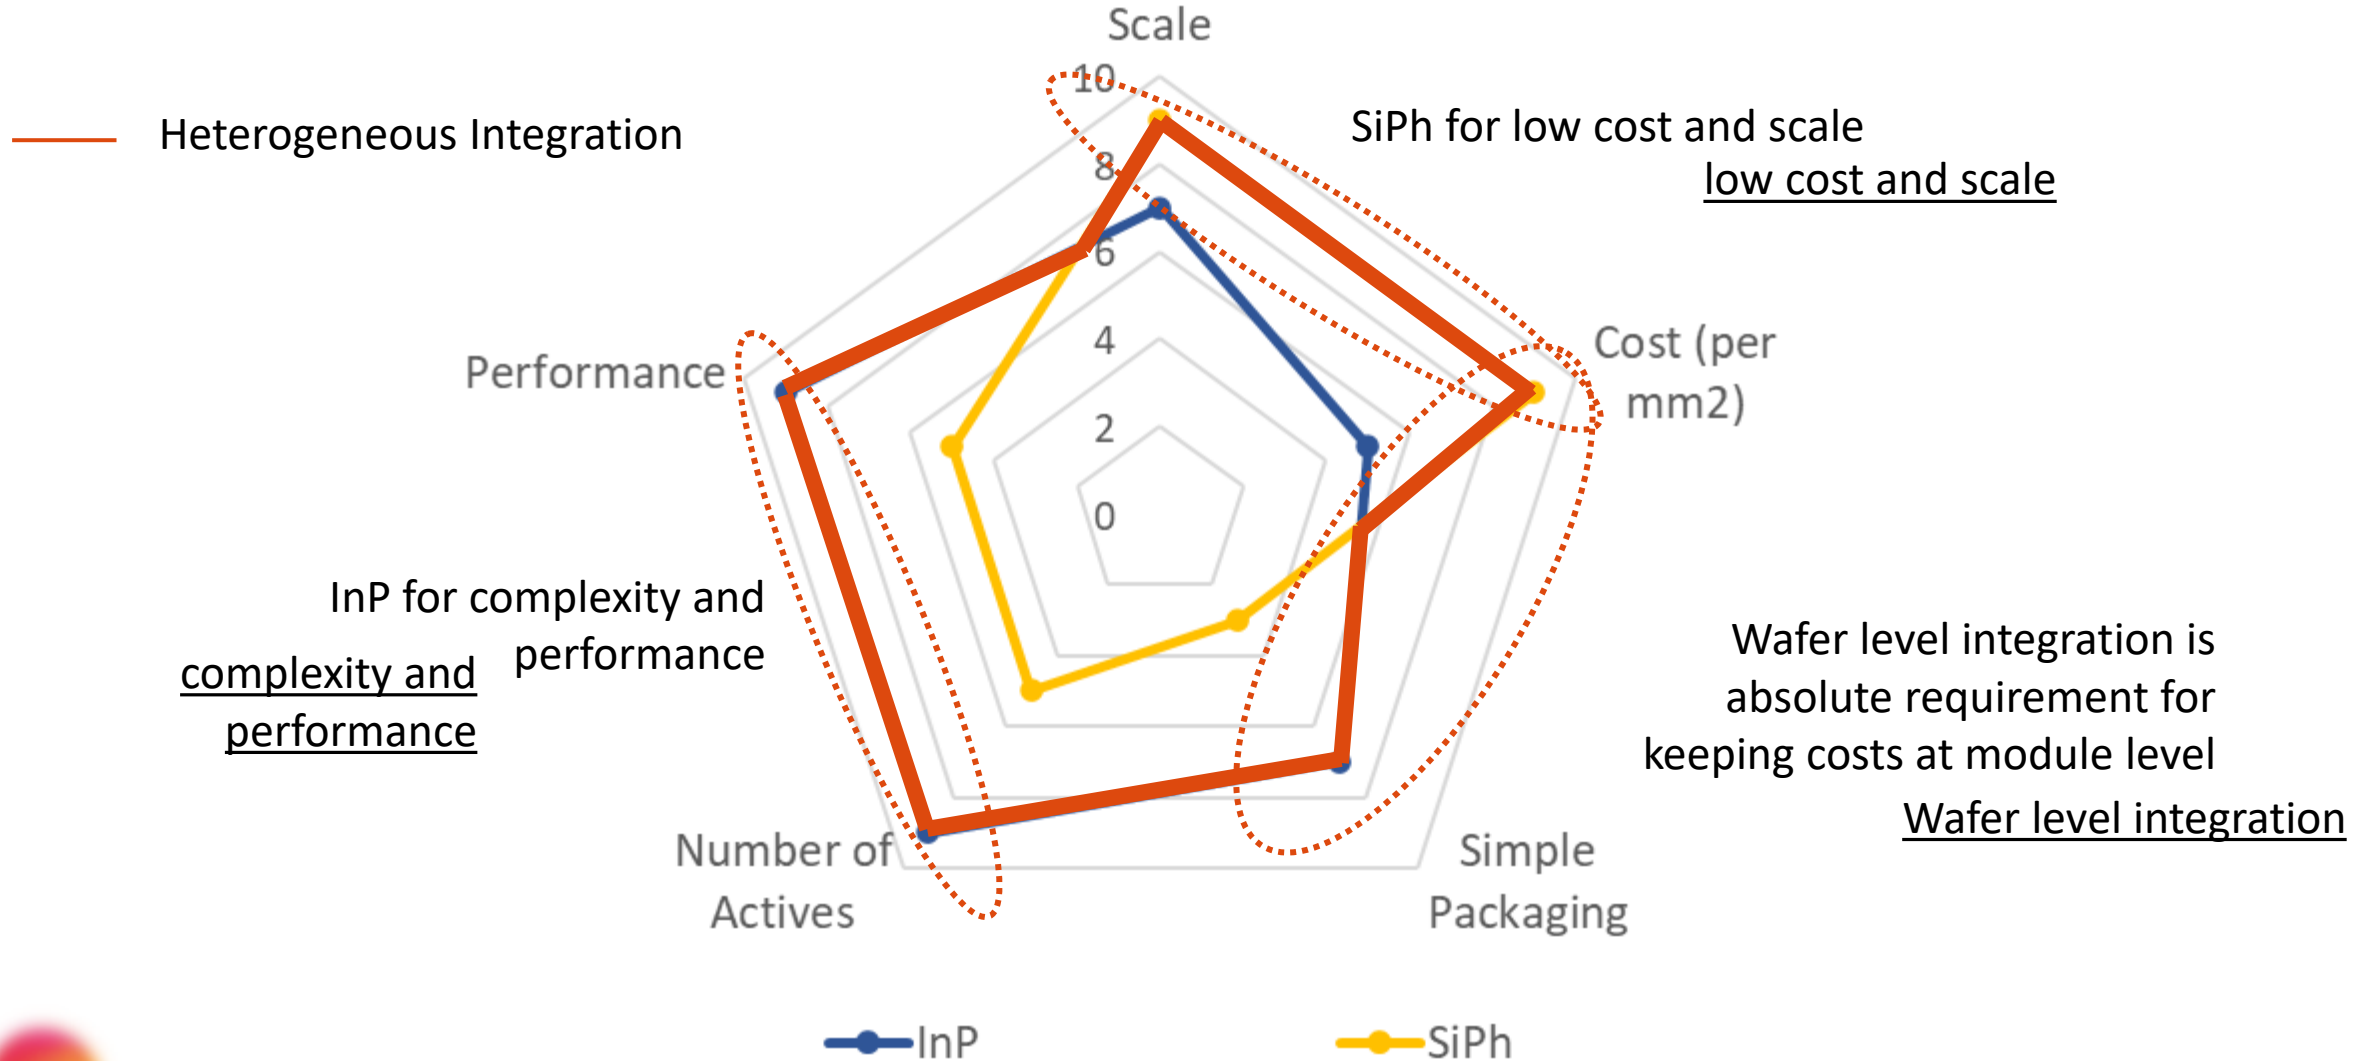 Scale
10
8
6
4
2
0
Heterogeneous Integration
SiPh for low cost and scale
low cost and scale
Cost (per
mm2)
Performance
InP for complexity and
performance
complexity and
performance
Wafer level integration is
absolute requirement for
keeping costs at module level
Wafer level integration
Number of
Actives
Simple
Packaging
InP
SiPh